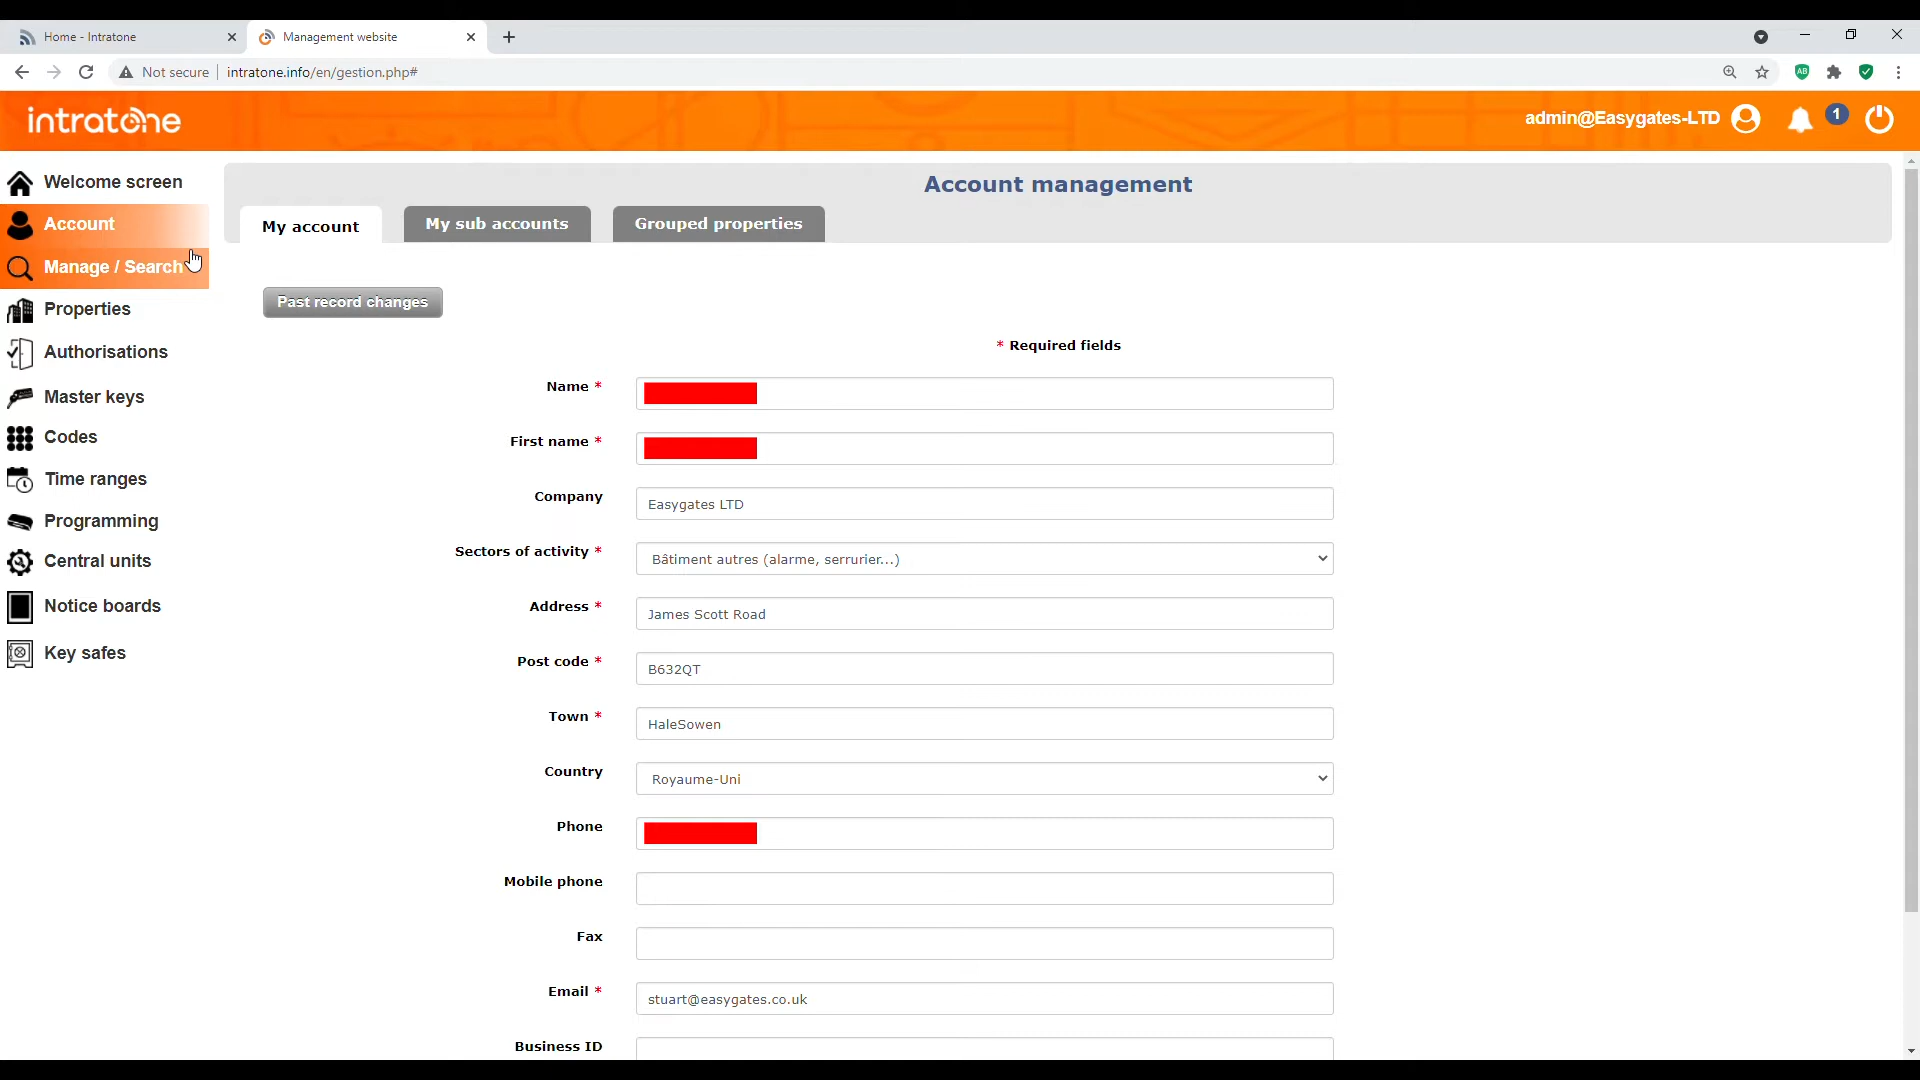 Home - Intratone
Management website
Not secure
intratone.info/en/gestion.php#
AB
intratone
admin@Easygates-LTD
1
Welcome screen
Account
Manage / Search
Properties
Authorisations
Master keys
Codes
Time ranges
Programming
Central units
Notice boards
Key safes
Account management
My account
My sub accounts
Grouped properties
Past record changes
* Required fields
Name *
First name *
Company
Easygates LTD
Sectors of activity *
Bâtiment autres (alarme, serrurier...)
Address *
James Scott Road
Post code *
B632QT
Town *
HaleSowen
Country
Royaume-Uni
Phone
Mobile phone
Fax
Email *
stuart@easygates.co.uk
Business ID